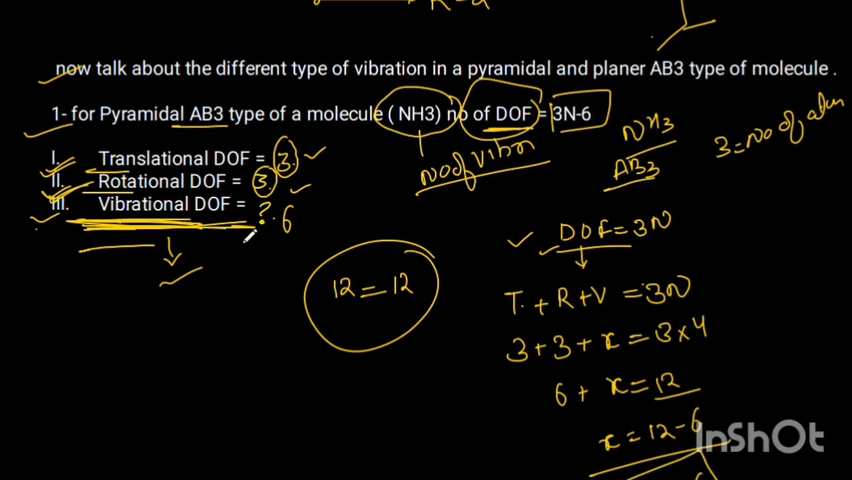 now talk about the different type of vibration in a pyramidal and planer AB3 type of molecule .
1- for Pyramidal AB3 type of a molecule ( NH3) no of DOF = 3N-6
I. Translational DOF = 3.
II. Rotational DOF = 3.
III. Vibrational DOF = ? 6
no of vibrn
NH3
AB3
3= no of
DOF = 3N
T. + R + V = 3N
3 + 3 + x = 3 x 4
6 + x = 12
x = 12 - 6
12 = 12
InShOt